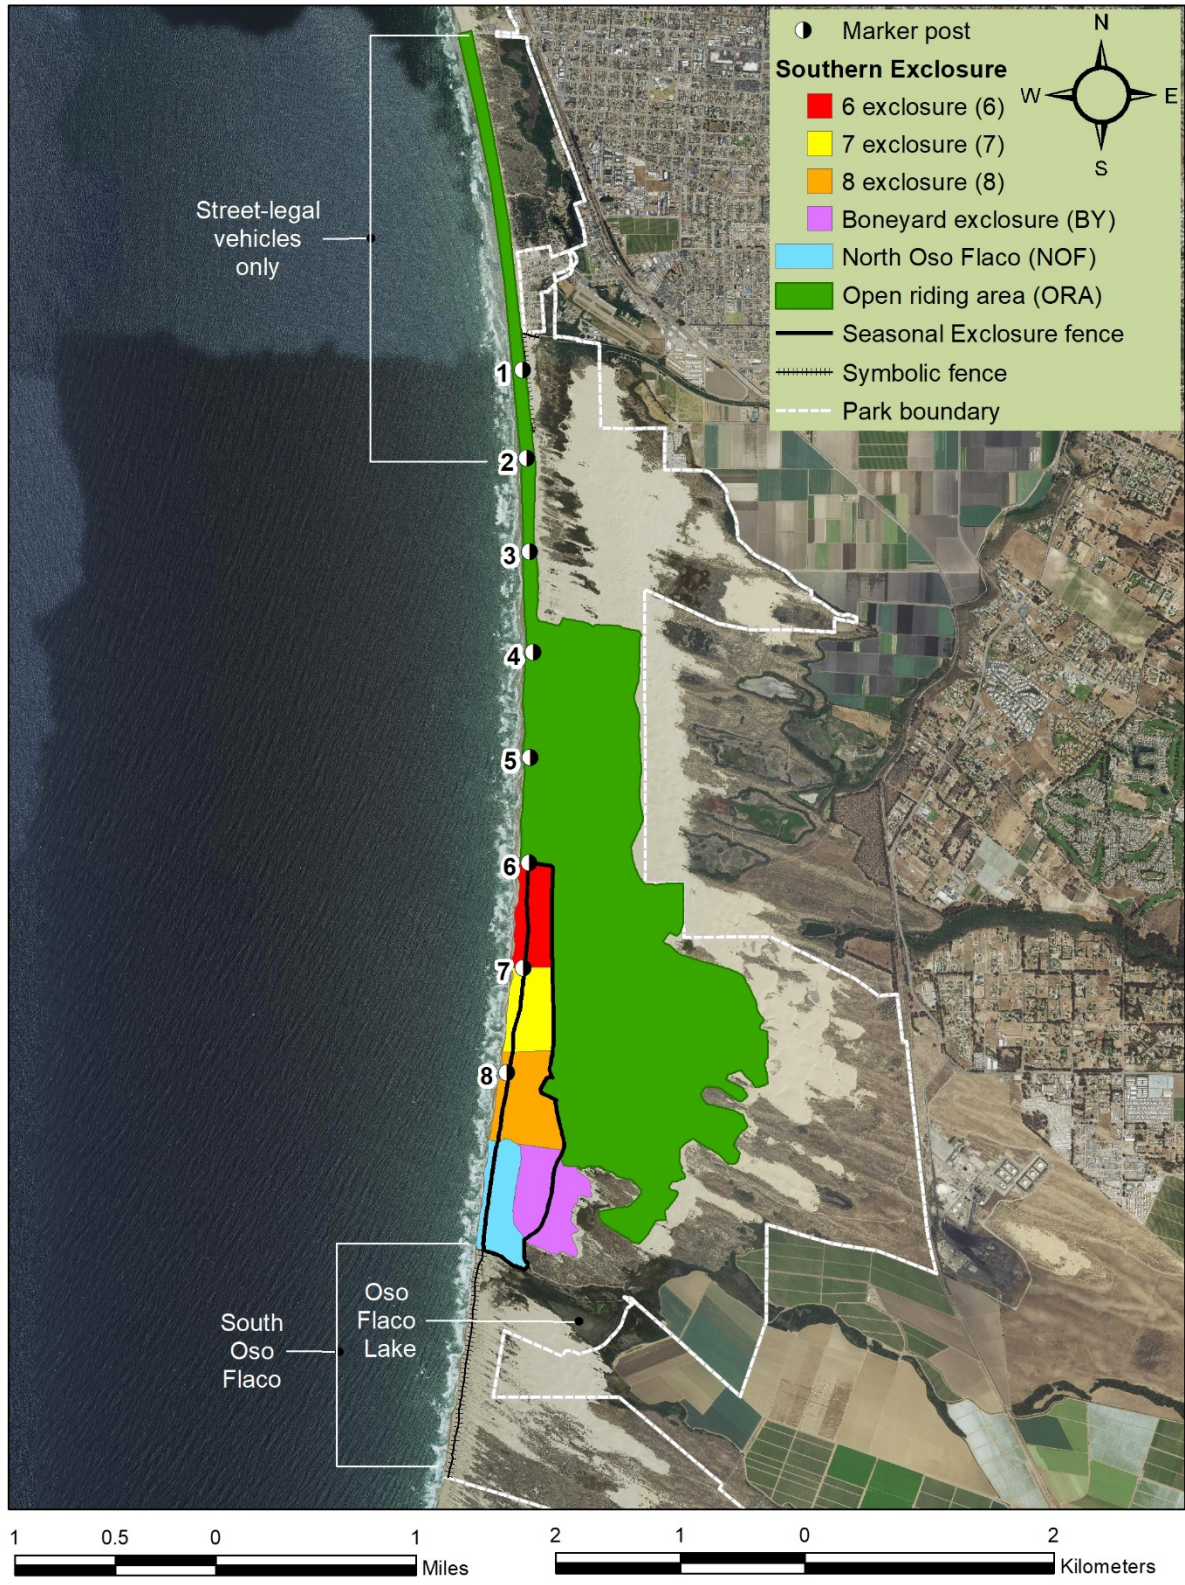 Marker post
Southern Exclosure
6 exclosure (6)
7 exclosure (7)
8 exclosure (8)
Boneyard exclosure (BY)
North Oso Flaco (NOF)
Open riding area (ORA)
Seasonal Exclosure fence
Symbolic fence
Park boundary
N
W
E
S
Street-legal
vehicles
only
1
2
3
4
5
6
7
8
Oso
Flaco
Lake
South
Oso
Flaco
1 0.5 0 1
Miles
2 1 0 2
Kilometers